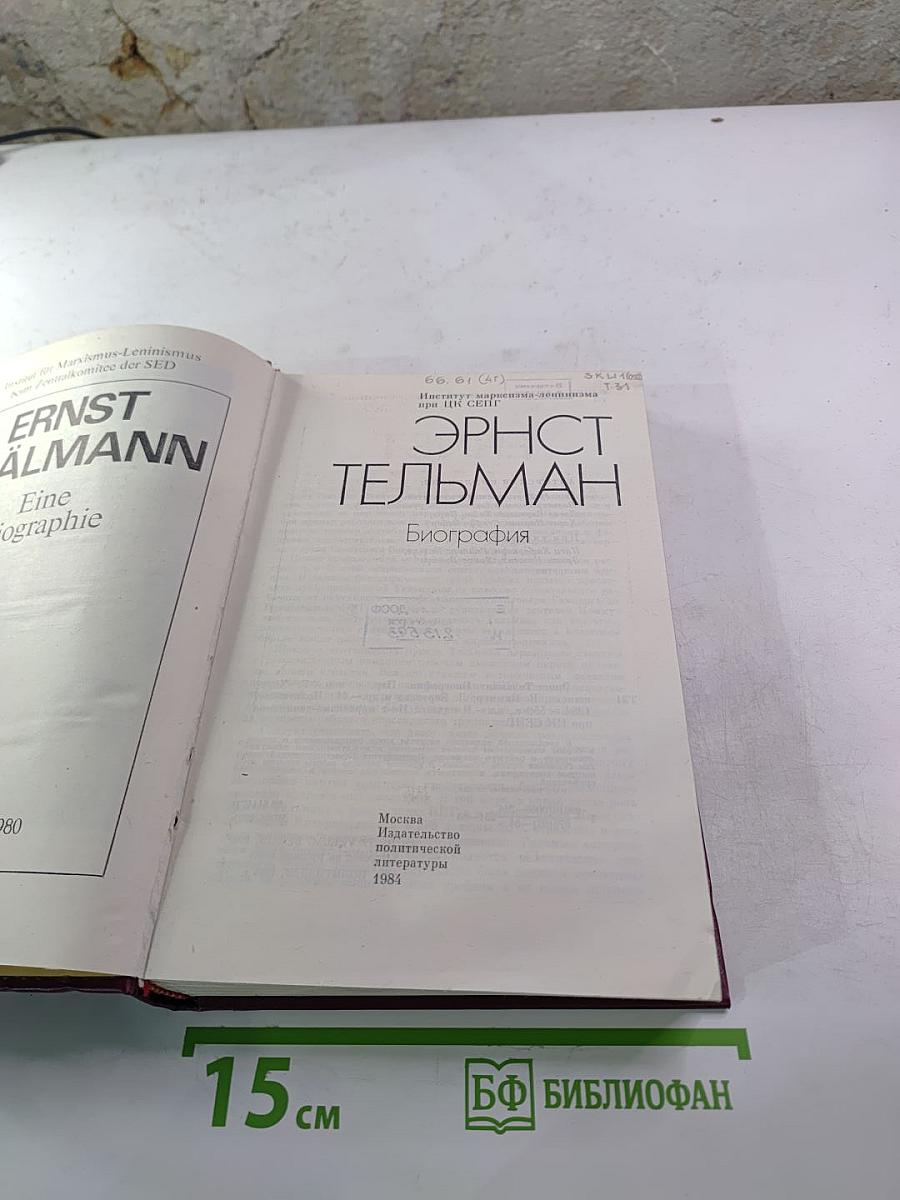 Institut für Marxismus-Leninismus
beim Zentralkomitee der SED
ERNST
ÄLMANN
Eine
iographie
980
66.61(4Г)
Т31
Институт марксизма-ленинизма
при ЦК СЕПГ
ЭРНСТ
ТЕЛЬМАН
Биография
Москва
Издательство
политической
литературы
1984
15 см
БФ БИБЛИОФАН